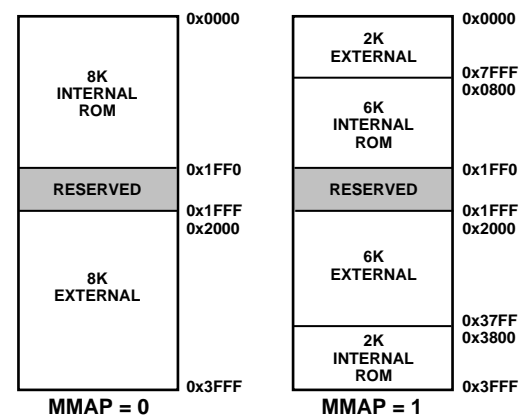 0x0000
8K
INTERNAL
ROM
0x1FF0
RESERVED
0x1FFF
0x2000
8K
EXTERNAL
0x3FFF
MMAP = 0
0x0000
2K
EXTERNAL
0x7FFF
0x0800
6K
INTERNAL
ROM
0x1FF0
RESERVED
0x1FFF
0x2000
6K
EXTERNAL
0x37FF
0x3800
2K
INTERNAL
ROM
0x3FFF
MMAP = 1